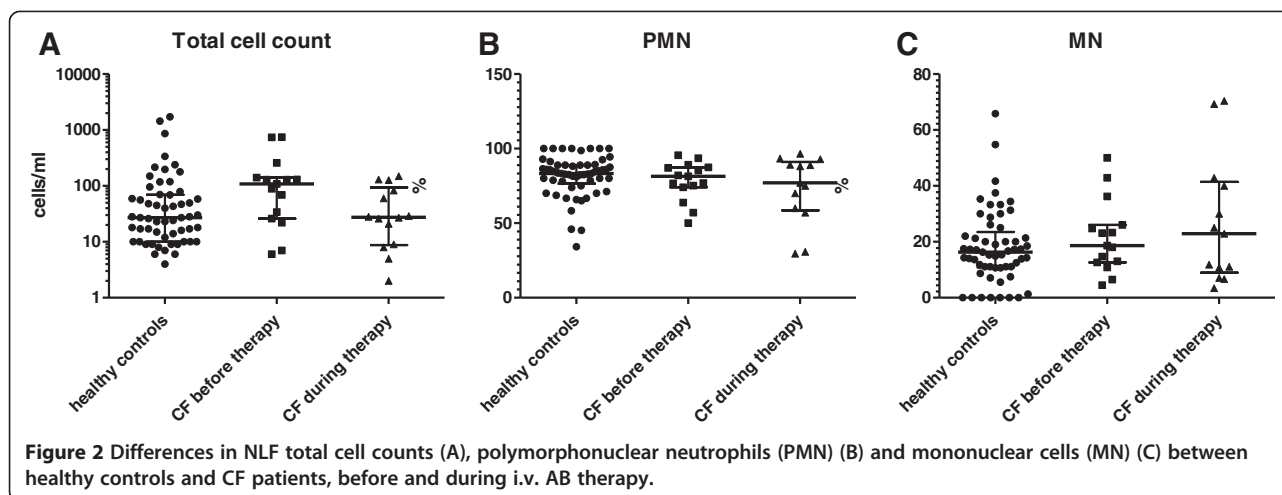 A Total cell count
B PMN
C MN
cells/ml
10000
1000
100
10
1
%
healthy controls
CF before therapy
CF during therapy
150
100
50
0
%
healthy controls
CF before therapy
CF during therapy
80
60
40
20
0
healthy controls
CF before therapy
CF during therapy
Figure 2 Differences in NLF total cell counts (A), polymorphonuclear neutrophils (PMN) (B) and mononuclear cells (MN) (C) between
healthy controls and CF patients, before and during i.v. AB therapy.